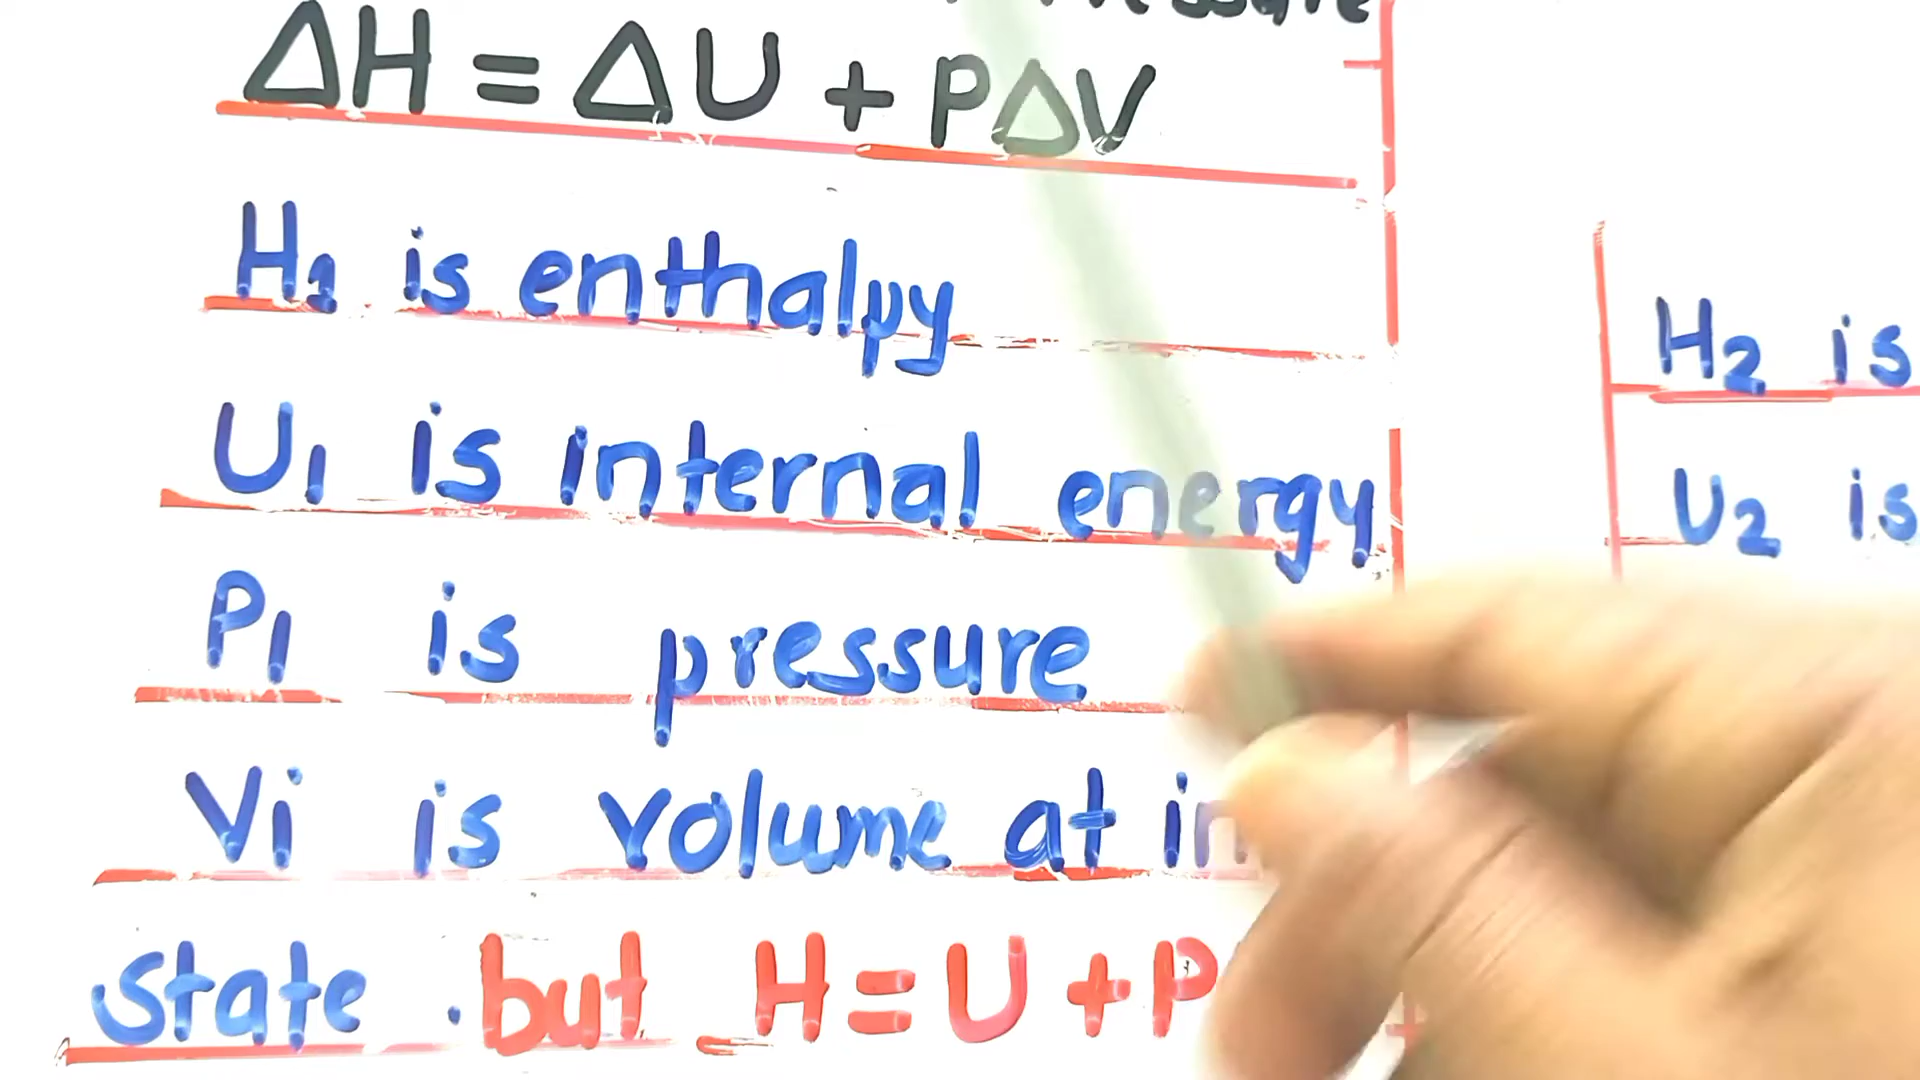 ΔH = ΔU + PΔV
H1 is enthalpy
U1 is internal energy
P1 is pressure
Vi is volume at in
state . but H = U + P
H2 is
U2 is